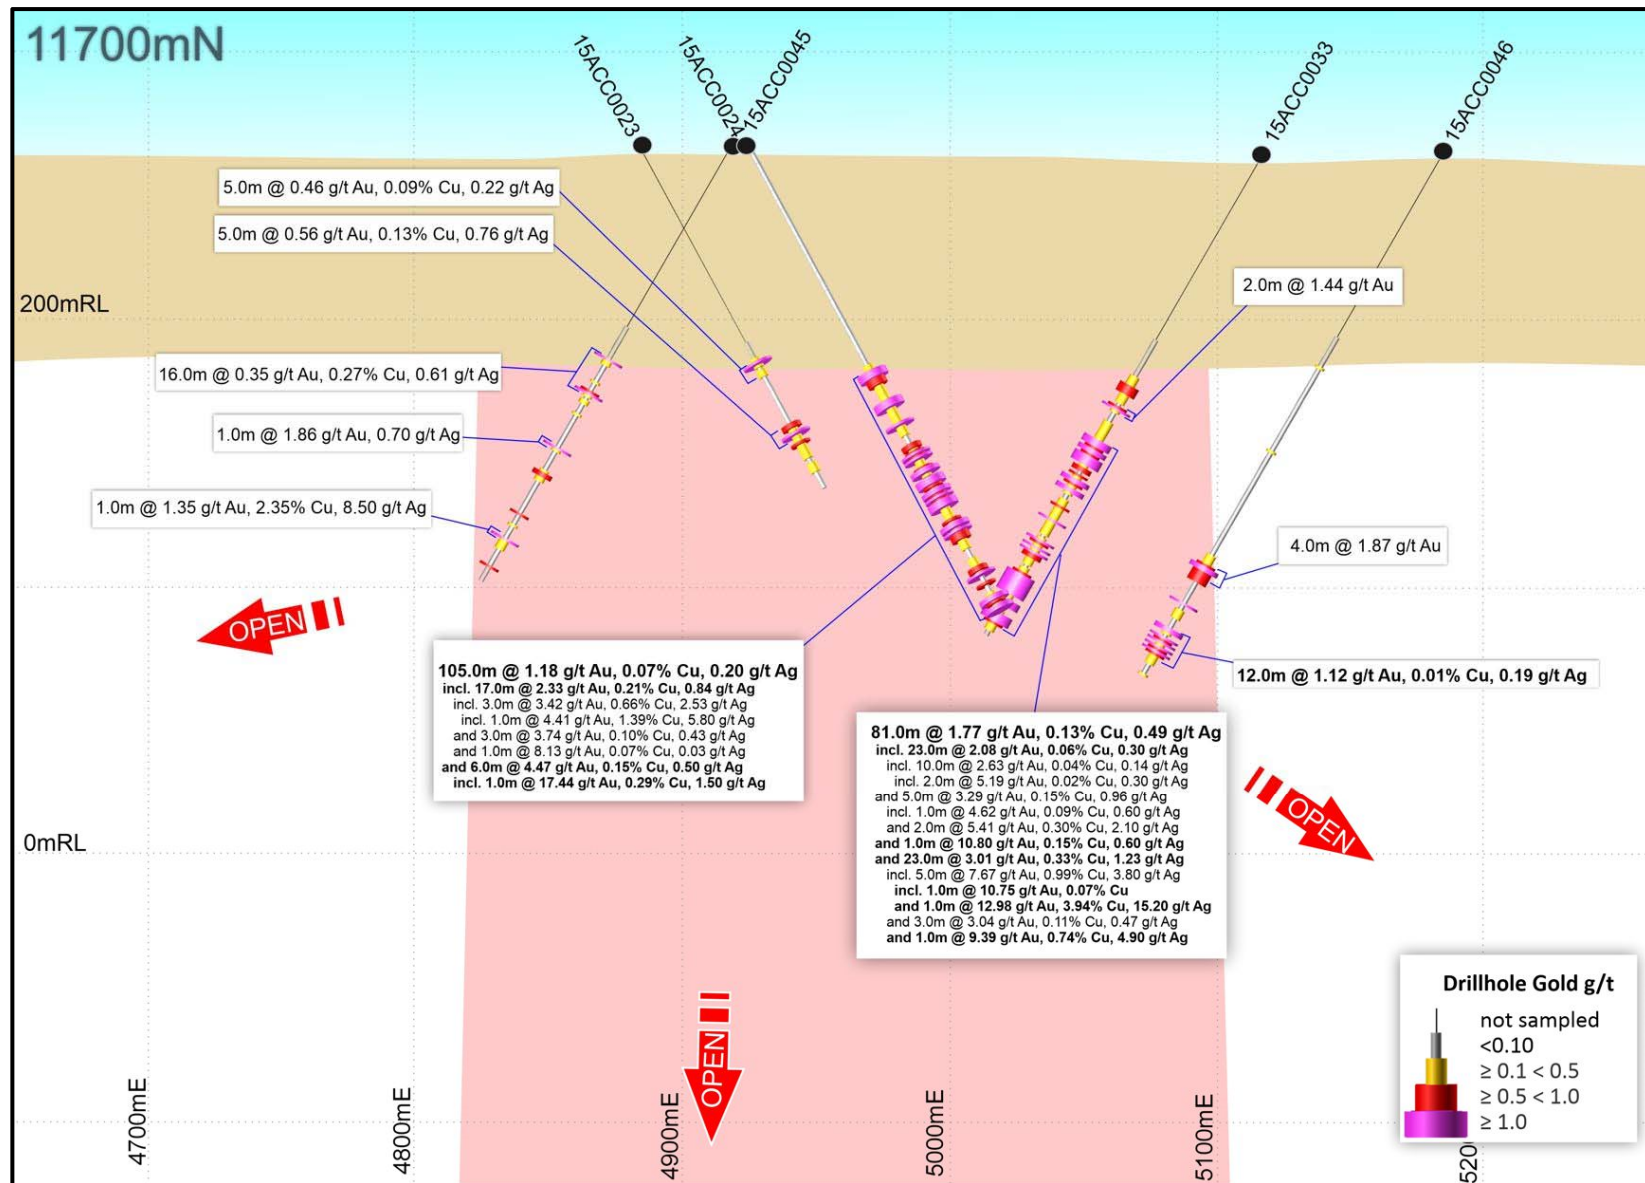 11700mN
15ACC0023
15ACC0024
15ACC0045
15ACC0033
15ACC0046
5.0m @ 0.46 g/t Au, 0.09% Cu, 0.22 g/t Ag
5.0m @ 0.56 g/t Au, 0.13% Cu, 0.76 g/t Ag
2.0m @ 1.44 g/t Au
200mRL
16.0m @ 0.35 g/t Au, 0.27% Cu, 0.61 g/t Ag
1.0m @ 1.86 g/t Au, 0.70 g/t Ag
1.0m @ 1.35 g/t Au, 2.35% Cu, 8.50 g/t Ag
4.0m @ 1.87 g/t Au
OPEN
105.0m @ 1.18 g/t Au, 0.07% Cu, 0.20 g/t Ag
incl. 17.0m @ 2.33 g/t Au, 0.21% Cu, 0.84 g/t Ag
incl. 3.0m @ 3.42 g/t Au, 0.66% Cu, 2.53 g/t Ag
incl. 1.0m @ 4.41 g/t Au, 1.39% Cu, 5.80 g/t Ag
and 3.0m @ 3.74 g/t Au, 0.10% Cu, 0.43 g/t Ag
and 1.0m @ 8.13 g/t Au, 0.07% Cu, 0.03 g/t Ag
and 6.0m @ 4.47 g/t Au, 0.15% Cu, 0.50 g/t Ag
incl. 1.0m @ 17.44 g/t Au, 0.29% Cu, 1.50 g/t Ag
12.0m @ 1.12 g/t Au, 0.01% Cu, 0.19 g/t Ag
81.0m @ 1.77 g/t Au, 0.13% Cu, 0.49 g/t Ag
incl. 23.0m @ 2.08 g/t Au, 0.06% Cu, 0.30 g/t Ag
incl. 10.0m @ 2.63 g/t Au, 0.04% Cu, 0.14 g/t Ag
incl. 2.0m @ 5.19 g/t Au, 0.02% Cu, 0.30 g/t Ag
and 5.0m @ 3.29 g/t Au, 0.15% Cu, 0.96 g/t Ag
incl. 1.0m @ 4.62 g/t Au, 0.09% Cu, 0.60 g/t Ag
and 2.0m @ 5.41 g/t Au, 0.30% Cu, 2.10 g/t Ag
and 1.0m @ 10.80 g/t Au, 0.15% Cu, 0.60 g/t Ag
and 23.0m @ 3.01 g/t Au, 0.33% Cu, 1.23 g/t Ag
incl. 5.0m @ 7.67 g/t Au, 0.99% Cu, 3.80 g/t Ag
incl. 1.0m @ 10.75 g/t Au, 0.07% Cu
and 1.0m @ 12.98 g/t Au, 3.94% Cu, 15.20 g/t Ag
and 3.0m @ 3.04 g/t Au, 0.11% Cu, 0.47 g/t Ag
and 1.0m @ 9.39 g/t Au, 0.74% Cu, 4.90 g/t Ag
OPEN
0mRL
OPEN
4700mE
4800mE
4900mE
5000mE
5100mE
Drillhole Gold g/t
not sampled
<0.10
≥ 0.1 < 0.5
≥ 0.5 < 1.0
≥ 1.0